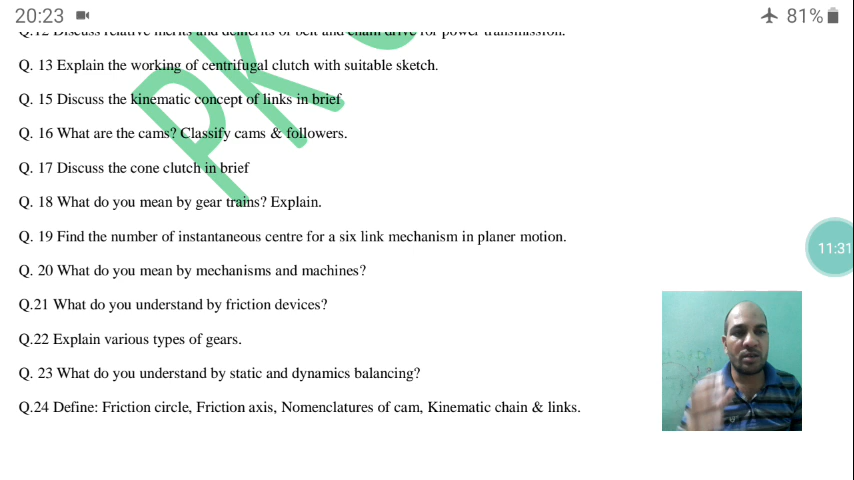 20:23 81%
Q.12 Discuss relative merits and demerits of belt and chain drive for power transmission.
Q. 13 Explain the working of centrifugal clutch with suitable sketch.
Q. 15 Discuss the kinematic concept of links in brief
Q. 16 What are the cams? Classify cams & followers.
Q. 17 Discuss the cone clutch in brief
Q. 18 What do you mean by gear trains? Explain.
Q. 19 Find the number of instantaneous centre for a six link mechanism in planer motion.
11:31
Q. 20 What do you mean by mechanisms and machines?
Q.21 What do you understand by friction devices?
Q.22 Explain various types of gears.
Q. 23 What do you understand by static and dynamics balancing?
Q.24 Define: Friction circle, Friction axis, Nomenclatures of cam, Kinematic chain & links.